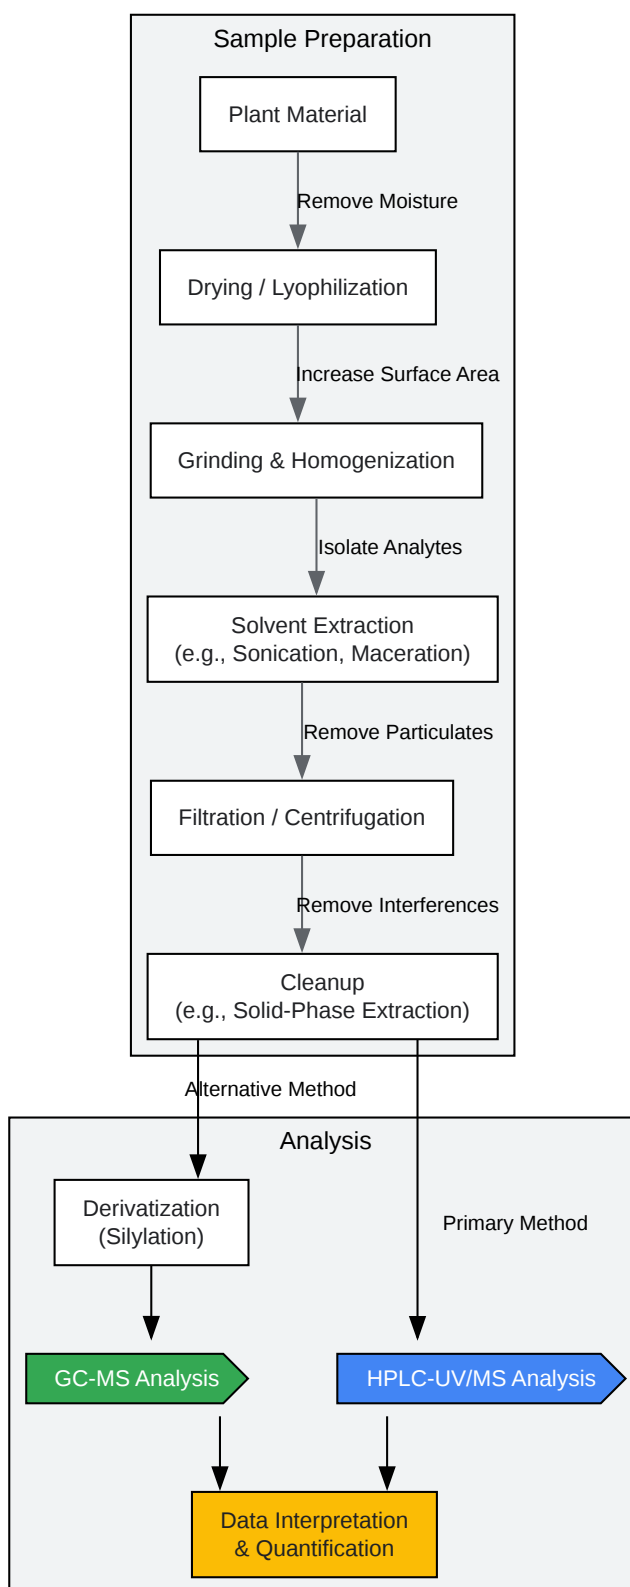 Sample Preparation
Plant Material
Remove Moisture
Drying / Lyophilization
Increase Surface Area
Grinding & Homogenization
Isolate Analytes
Solvent Extraction
(e.g., Sonication, Maceration)
Remove Particulates
Filtration / Centrifugation
Remove Interferences
Cleanup
(e.g., Solid-Phase Extraction)
Alternative Method
Analysis
Derivatization
(Silylation)
Primary Method
GC-MS Analysis
HPLC-UV/MS Analysis
Data Interpretation
& Quantification